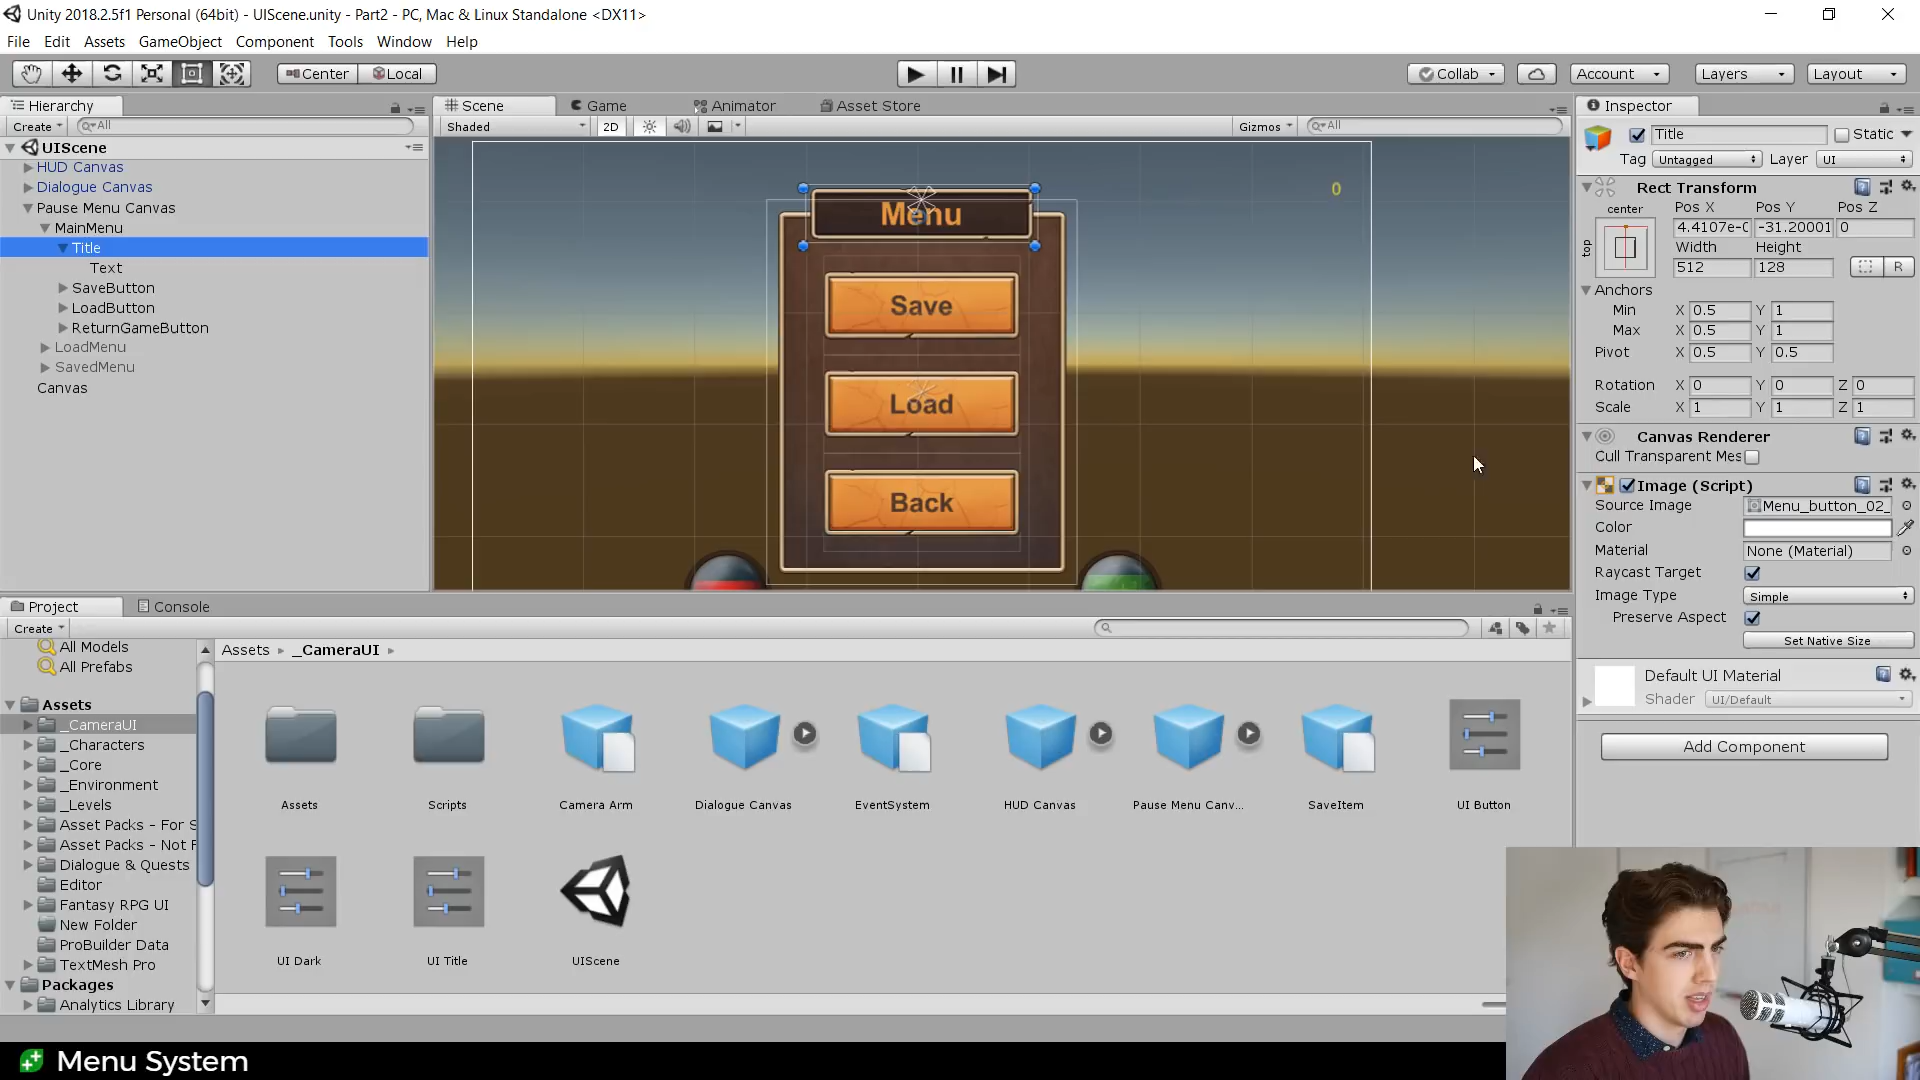 Unity 2018.2.5f1 Personal (64bit) - UIScene.unity - Part2 - PC, Mac & Linux Standalone <DX11>
File Edit Assets GameObject Component Tools Window Help
Center Local Collab Account Layers Layout
Hierarchy
Create All
UIScene
HUD Canvas
Dialogue Canvas
Pause Menu Canvas
MainMenu
Title
Text
SaveButton
LoadButton
ReturnGameButton
LoadMenu
SavedMenu
Canvas
Scene Game Animator Asset Store
Shaded 2D Gizmos All
0
Menu
Save
Load
Back
Inspector
Title Static
Tag Untagged Layer UI
Rect Transform
center Pos X Pos Y Pos Z
top 4.4107e-0 -31.20001 0
Width Height
512 128 R
Anchors
Min X 0.5 Y 1
Max X 0.5 Y 1
Pivot X 0.5 Y 0.5
Rotation X 0 Y 0 Z 0
Scale X 1 Y 1 Z 1
Canvas Renderer
Cull Transparent Mes
Image (Script)
Source Image Menu_button_02_
Color
Material None (Material)
Raycast Target
Image Type Simple
Preserve Aspect
Set Native Size
Default UI Material
Shader UI/Default
Add Component
Project Console
Create
All Models
All Prefabs
Assets
_CameraUI
_Characters
_Core
_Environment
_Levels
Asset Packs - For S
Asset Packs - Not F
Dialogue & Quests
Editor
Fantasy RPG UI
New Folder
ProBuilder Data
TextMesh Pro
Packages
Analytics Library
Assets _CameraUI
Assets Scripts Camera Arm Dialogue Canvas EventSystem HUD Canvas Pause Menu Canv... SaveItem UI Button
UI Dark UI Title UIScene
Menu System